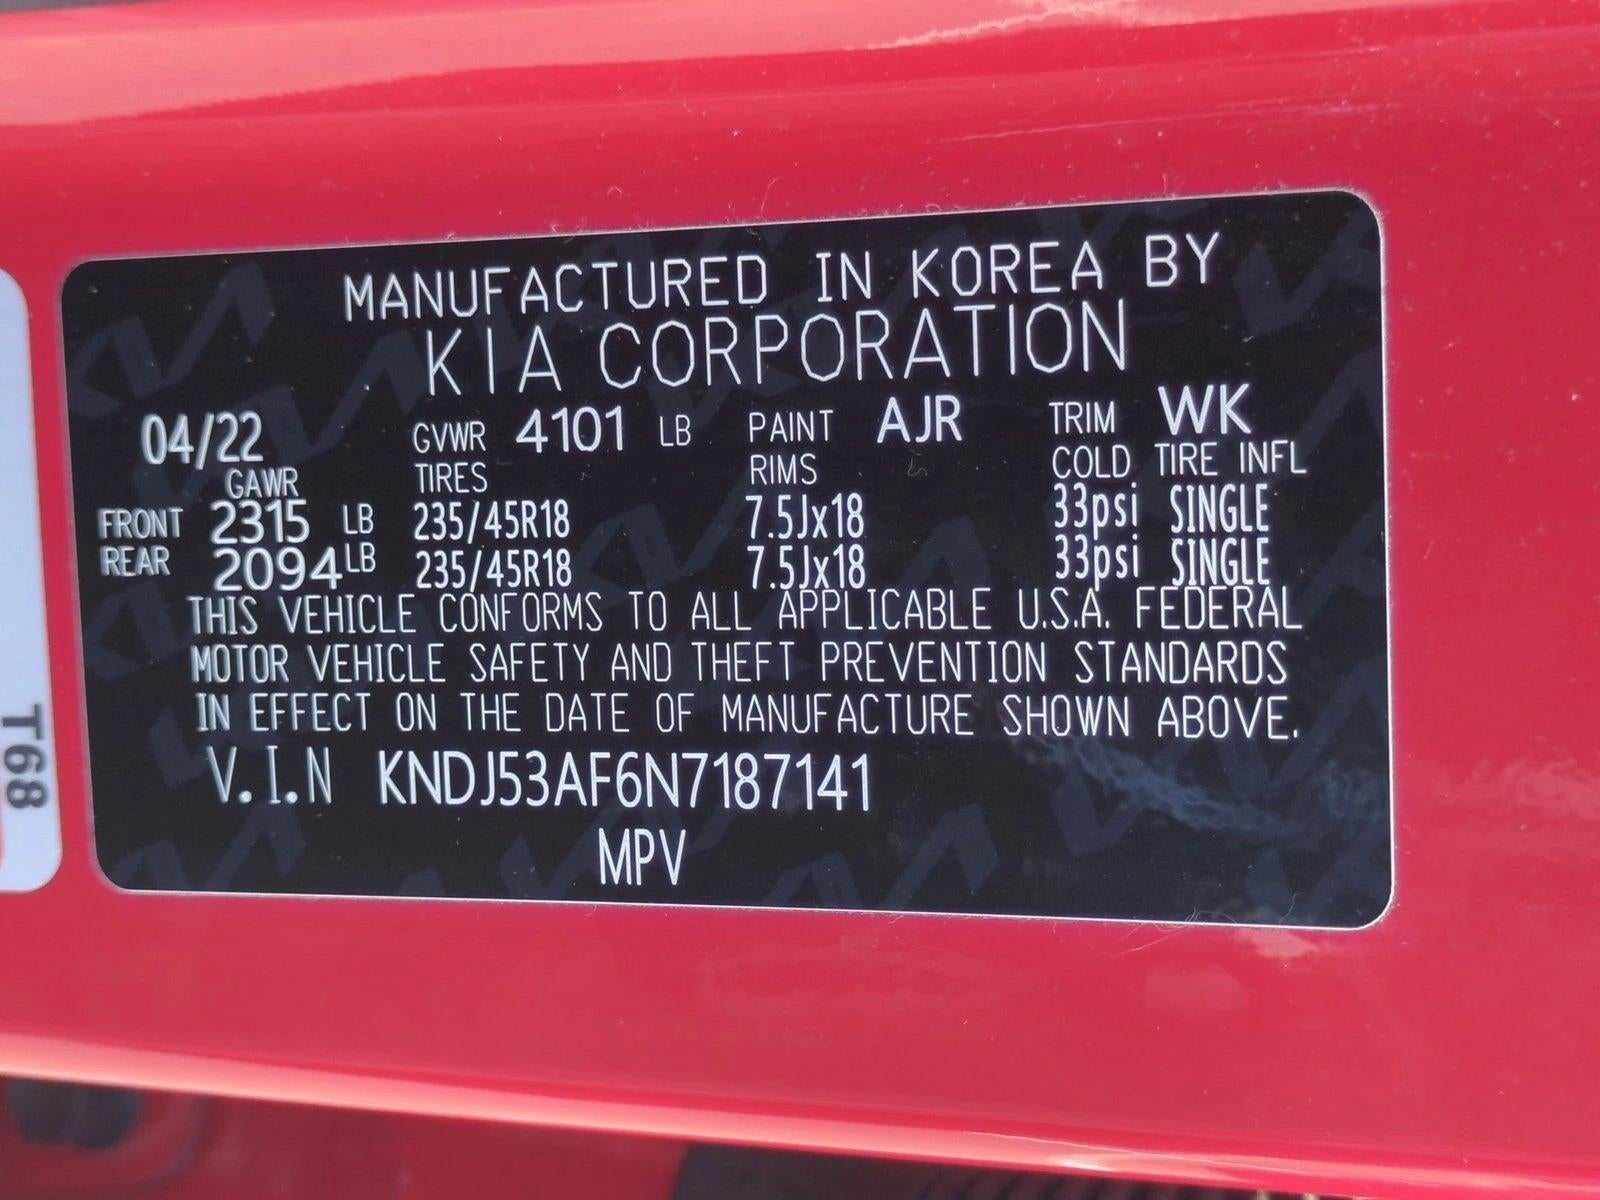 MANUFACTURED IN KOREA BY
KIA CORPORATION
04/22 GVWR 4101 LB PAINT AJR TRIM WK
GAWR TIRES RIMS COLD TIRE INFL
FRONT 2315 LB 235/45R18 7.5Jx18 33psi SINGLE
REAR 2094 LB 235/45R18 7.5Jx18 33psi SINGLE
THIS VEHICLE CONFORMS TO ALL APPLICABLE U.S.A. FEDERAL
MOTOR VEHICLE SAFETY AND THEFT PREVENTION STANDARDS
IN EFFECT ON THE DATE OF MANUFACTURE SHOWN ABOVE.
V.I.N KNDJ53AF6N7187141
MPV
T68